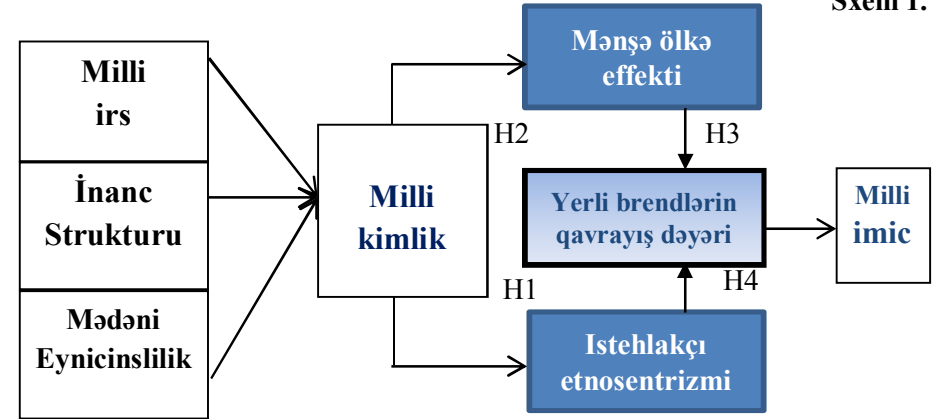 Sxem 1.
Milli
irs
İnanc
Strukturu
Mədəni
Eynicinslilik
Milli
kimlik
H2
H1
Mənşə ölkə
effekti
H3
Yerli brendlərin
qavrayış dəyəri
H4
Istehlakçı
etnosentrizmi
Milli
imic